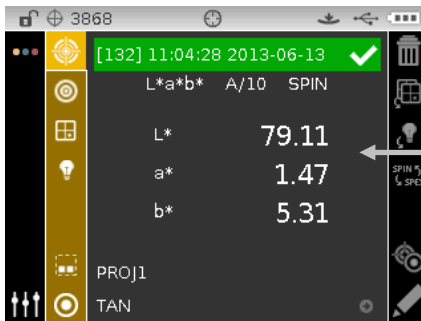 3868
[132] 11:04:28 2013-06-13
L*a*b* A/10 SPIN
L* 79.11
a* 1.47
SPIN
SPEX
b* 5.31
PROJ1
TAN